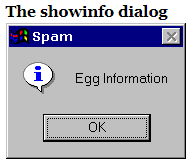 The showinfo dialog
Spam
Egg Information
OK